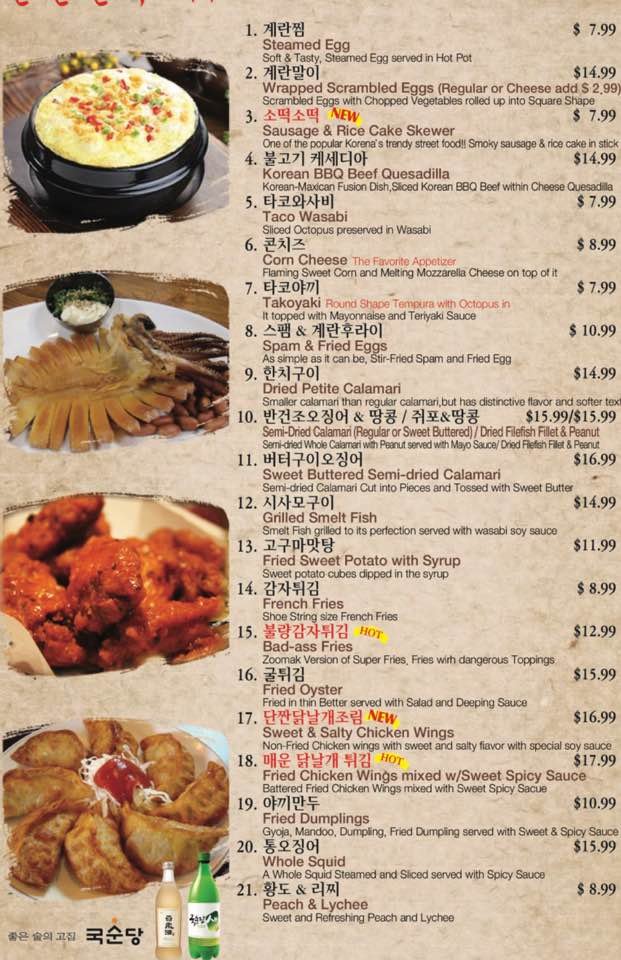 1. 계란찜 $ 7.99
Steamed Egg
Soft & Tasty, Steamed Egg served in Hot Pot
2. 계란말이 $14.99
Wrapped Scrambled Eggs (Regular or Cheese add $ 2,99)
Scrambled Eggs with Chopped Vegetables rolled up into Square Shape
3. 소떡소떡 NEW $ 7.99
Sausage & Rice Cake Skewer
One of the popular Korena's trendy street food!! Smoky sausage & rice cake in stick
4. 불고기 케세디아 $14.99
Korean BBQ Beef Quesadilla
Korean-Maxican Fusion Dish,Sliced Korean BBQ Beef within Cheese Quesadilla
5. 타코와사비 $ 7.99
Taco Wasabi
Sliced Octopus preserved in Wasabi
6. 콘치즈 $ 8.99
Corn Cheese The Favorite Appetizer
Flaming Sweet Corn and Melting Mozzarella Cheese on top of it
7. 타코야끼 $ 7.99
Takoyaki Round Shape Tempura with Octopus in
It topped with Mayonnaise and Teriyaki Sauce
8. 스팸 & 계란후라이 $ 10.99
Spam & Fried Eggs
As simple as it can be, Stir-Fried Spam and Fried Egg
9. 한치구이 $14.99
Dried Petite Calamari
Smaller calamari than regular calamari,but has distinctive flavor and softer text
10. 반건조오징어 & 땅콩 / 쥐포&땅콩 $15.99/$15.99
Semi-Dried Calamari (Regular or Sweet Buttered) / Dried Filefish Fillet & Peanut
Semi-dried Whole Calamari with Peanut served with Mayo Sauce/ Dried Filefish Fillet & Peanut
11. 버터구이오징어 $16.99
Sweet Buttered Semi-dried Calamari
Semi-dried Calamari Cut into Pieces and Tossed with Sweet Butter
12. 시사모구이 $14.99
Grilled Smelt Fish
Smelt Fish grilled to its perfection served with wasabi soy sauce
13. 고구마맛탕 $11.99
Fried Sweet Potato with Syrup
Sweet potato cubes dipped in the syrup
14. 감자튀김 $ 8.99
French Fries
Shoe String size French Fries
15. 불량감자튀김 HOT $12.99
Bad-ass Fries
Zoomak Version of Super Fries, Fries wirh dangerous Toppings
16. 굴튀김 $15.99
Fried Oyster
Fried in thin Better served with Salad and Deeping Sauce
17. 단짠닭날개조림 NEW $16.99
Sweet & Salty Chicken Wings
Non-Fried Chicken wings with sweet and salty flavor with special soy sauce
18. 매운 닭날개 튀김 HOT $17.99
Fried Chicken Wings mixed w/Sweet Spicy Sauce
Battered Fried Chicken Wings mixed with Sweet Spicy Sacue
19. 야끼만두 $10.99
Fried Dumplings
Gyoja, Mandoo, Dumpling, Fried Dumpling served with Sweet & Spicy Sauce
20. 통오징어 $15.99
Whole Squid
A Whole Squid Steamed and Sliced served with Spicy Sauce
21. 황도 & 리찌 $ 8.99
Peach & Lychee
Sweet and Refreshing Peach and Lychee
좋은 술의 고집 국순당